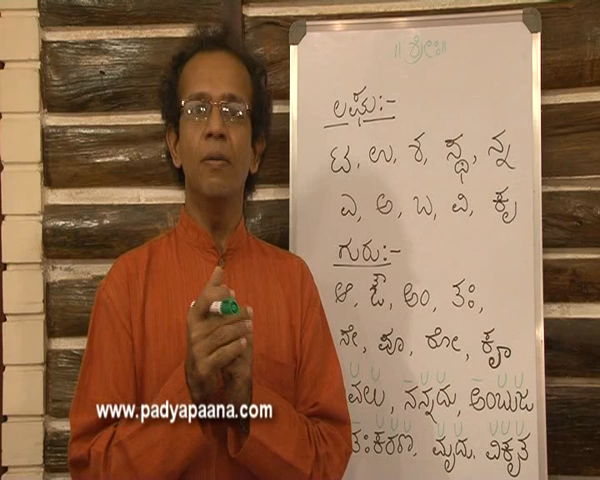 ॥ ಶ್ರೀಃ॥
ಲಘು:-
ಟ, ಉ, ಶ, ಸ್ಥ, ನ್ನ
ಎ, ಅ, ಬ, ವಿ, ಕೃ
ಗುರು:-
ಆ, ಔ, ಅಂ, ತಃ,
ಸೇ, ಪೂ, ಕೋ, ಕೄ
ವಲು, ನನ್ನದು, ಅಂಬುಜ
www.padyapaana.com
ತಃಕರಣ, ಮೃದು, ವಿಕೃತ